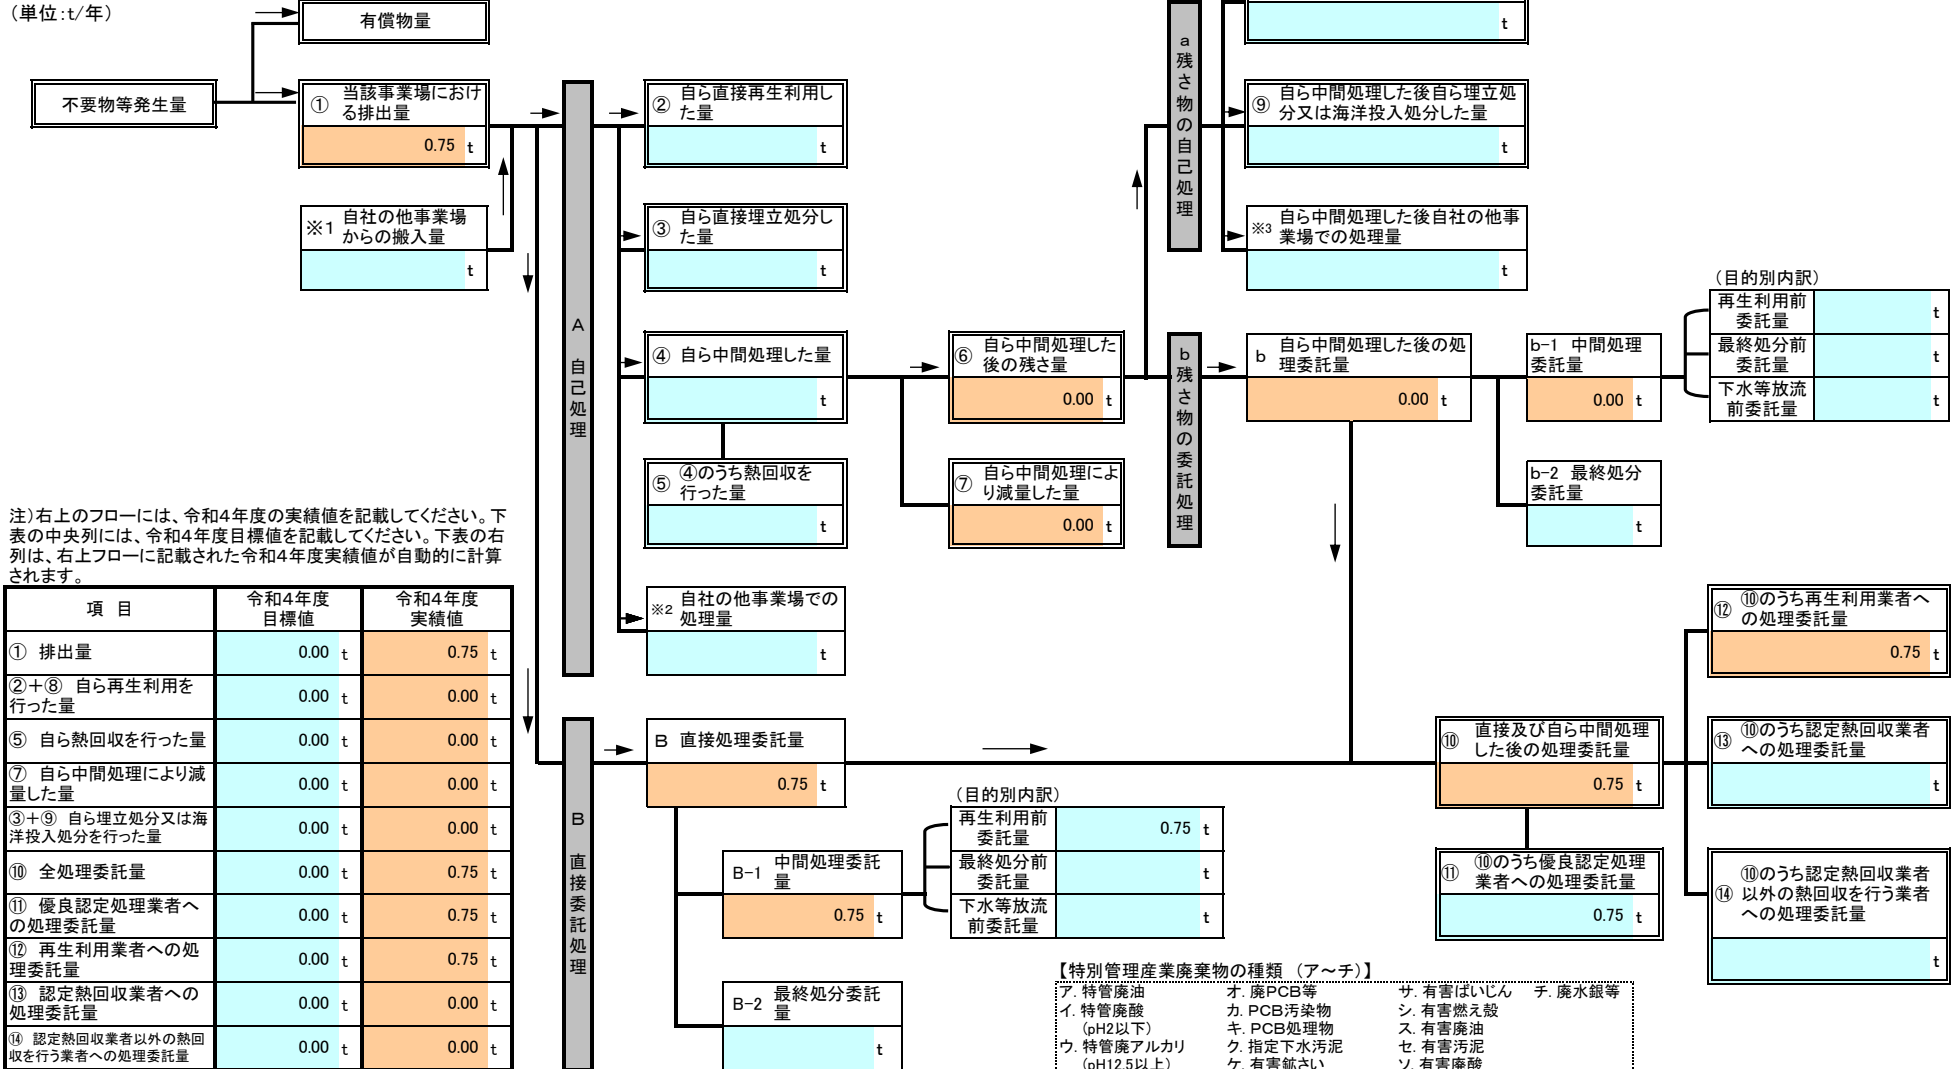 （単位：t/年）
有償物量
不要物等発生量
① 当該事業場におけ
る排出量
0.75 t
※1 自社の他事業場
からの搬入量
t
A 自己処理
② 自ら直接再生利用し
た量
t
③ 自ら直接埋立処分し
た量
t
④ 自ら中間処理した量
t
⑤ ④のうち熱回収を
行った量
t
※2 自社の他事業場での
処理量
t
⑥ 自ら中間処理した
後の残さ量
0.00 t
⑦ 自ら中間処理によ
り減量した量
0.00 t
a 残さ物の自己処理
t
⑨ 自ら中間処理した後自ら埋立処
分又は海洋投入処分した量
t
※3 自ら中間処理した後自社の他事
業場での処理量
t
b 残さ物の委託処理
b 自ら中間処理した後の処
理委託量
0.00 t
b-1 中間処理
委託量
0.00 t
b-2 最終処分
委託量
t
（目的別内訳）
再生利用前
委託量
t
最終処分前
委託量
t
下水等放流
前委託量
t
注）右上のフローには、令和4年度の実績値を記載してください。下
表の中央列には、令和4年度目標値を記載してください。下表の右
列は、右上フローに記載された令和4年度実績値が自動的に計算
されます。
項 目 令和4年度
目標値 令和4年度
実績値
① 排出量 0.00 t 0.75 t
②＋⑧ 自ら再生利用を
行った量 0.00 t 0.00 t
⑤ 自ら熱回収を行った量 0.00 t 0.00 t
⑦ 自ら中間処理により減
量した量 0.00 t 0.00 t
③＋⑨ 自ら埋立処分又は海
洋投入処分を行った量 0.00 t 0.00 t
⑩ 全処理委託量 0.00 t 0.75 t
⑪ 優良認定処理業者へ
の処理委託量 0.00 t 0.75 t
⑫ 再生利用業者への処
理委託量 0.00 t 0.75 t
⑬ 認定熱回収業者への
処理委託量 0.00 t 0.00 t
⑭ 認定熱回収業者以外の熱回
収を行う業者への処理委託量 0.00 t 0.00 t
B 直接委託処理
B 直接処理委託量
0.75 t
B-1 中間処理委託
量
0.75 t
B-2 最終処分委託
量
t
（目的別内訳）
再生利用前
委託量
0.75 t
最終処分前
委託量
t
下水等放流
前委託量
t
⑩ 直接及び自ら中間処理
した後の処理委託量
0.75 t
⑪ ⑩のうち優良認定処理
業者への処理委託量
0.75 t
⑫ ⑩のうち再生利用業者へ
の処理委託量
0.75 t
⑬ ⑩のうち認定熱回収業者
への処理委託量
t
⑭ ⑩のうち認定熱回収業者
以外の熱回収を行う業者
への処理委託量
t
【特別管理産業廃棄物の種類 （ア～チ）】
ア．特管廃油 オ．廃PCB等 サ．有害ばいじん チ．廃水銀等
イ．特管廃酸 カ．PCB汚染物 シ．有害燃え殻
（pH2以下） キ．PCB処理物 ス．有害廃油
ウ．特管廃アルカリ ク．指定下水汚泥 セ．有害汚泥
（pH12.5以上） ケ．有害鉱さい ソ．有害廃酸